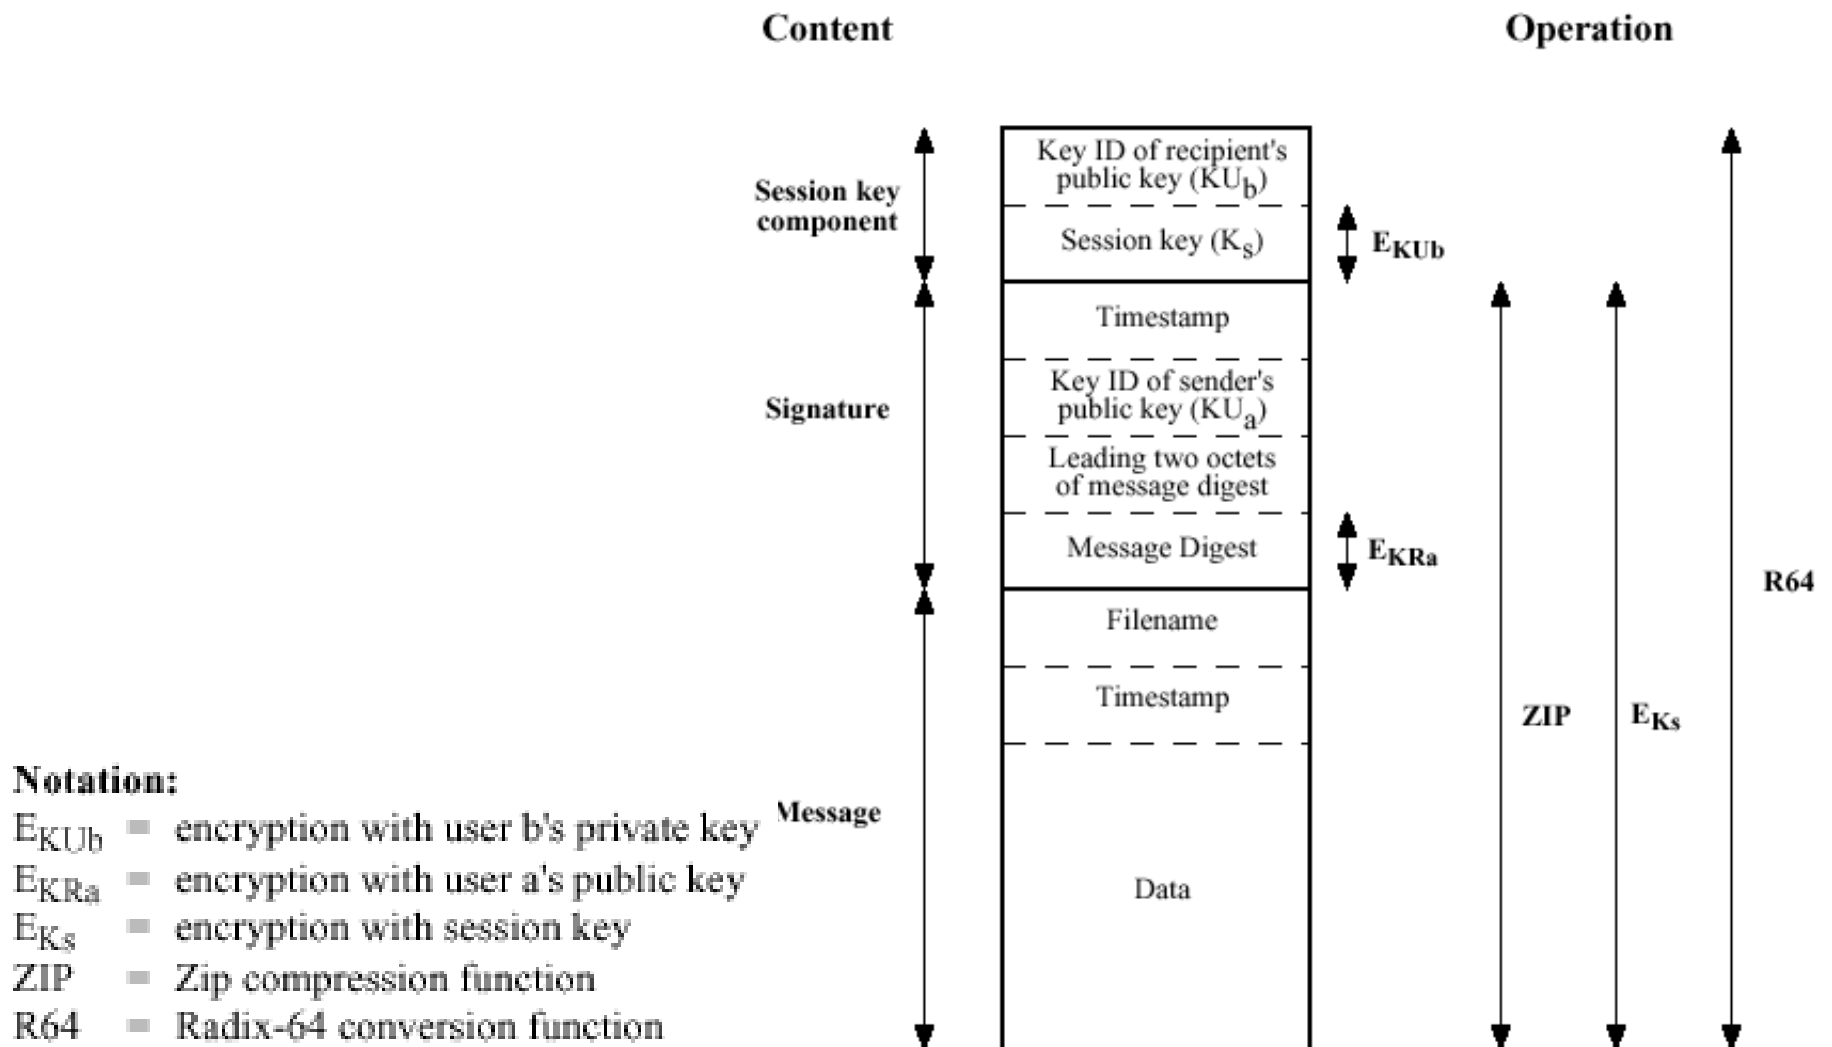 Content
Operation
Key ID of recipient's
public key (KUb)
Session key
component
Session key (Ks)
EKUb
Timestamp
Key ID of sender's
public key (KUa)
Signature
Leading two octets
of message digest
Message Digest
EKRa
R64
Filename
Timestamp
ZIP
EKs
Message
Data
Notation:
EKUb = encryption with user b's private key
EKRa = encryption with user a's public key
EKs = encryption with session key
ZIP = Zip compression function
R64 = Radix-64 conversion function